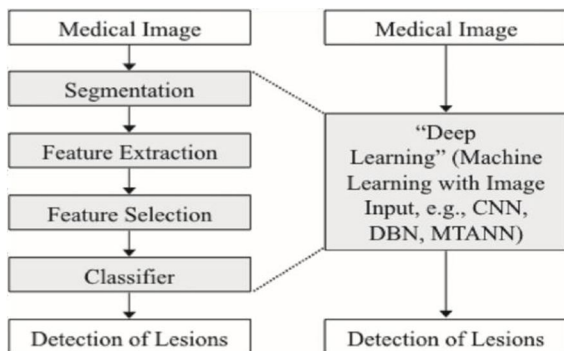 Medical Image
Segmentation
Feature Extraction
Feature Selection
Classifier
Detection of Lesions
Medical Image
“Deep
Learning” (Machine
Learning with Image
Input, e.g., CNN,
DBN, MTANN)
Detection of Lesions